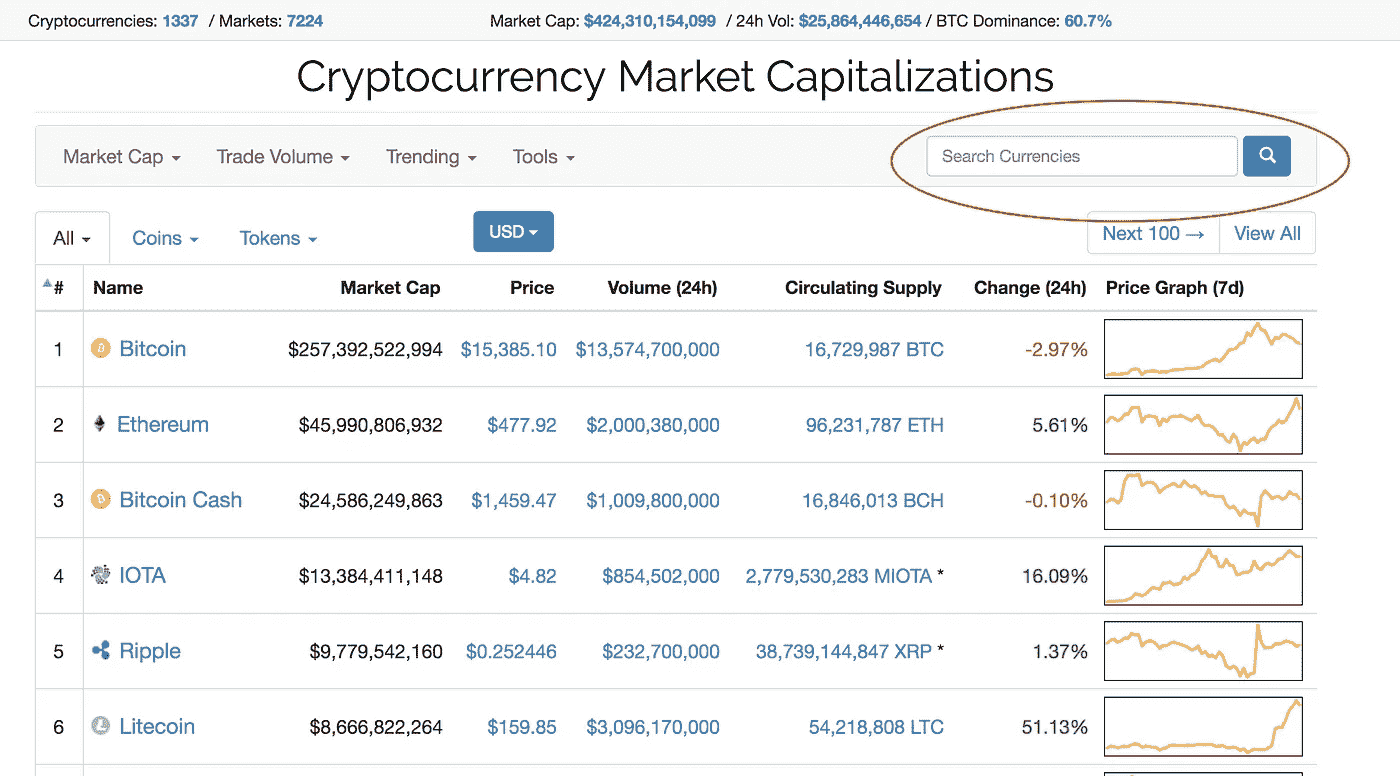 Cryptocurrencies: 1337 / Markets: 7224 Market Cap: $424,310,154,099 / 24h Vol: $25,864,446,654 / BTC Dominance: 60.7%
Cryptocurrency Market Capitalizations
Market Cap Trade Volume Trending Tools Search Currencies
All Coins Tokens USD Next 100 → View All
# Name Market Cap Price Volume (24h) Circulating Supply Change (24h) Price Graph (7d)
1 Bitcoin $257,392,522,994 $15,385.10 $13,574,700,000 16,729,987 BTC -2.97%
2 Ethereum $45,990,806,932 $477.92 $2,000,380,000 96,231,787 ETH 5.61%
3 Bitcoin Cash $24,586,249,863 $1,459.47 $1,009,800,000 16,846,013 BCH -0.10%
4 IOTA $13,384,411,148 $4.82 $854,502,000 2,779,530,283 MIOTA * 16.09%
5 Ripple $9,779,542,160 $0.252446 $232,700,000 38,739,144,847 XRP * 1.37%
6 Litecoin $8,666,822,264 $159.85 $3,096,170,000 54,218,808 LTC 51.13%